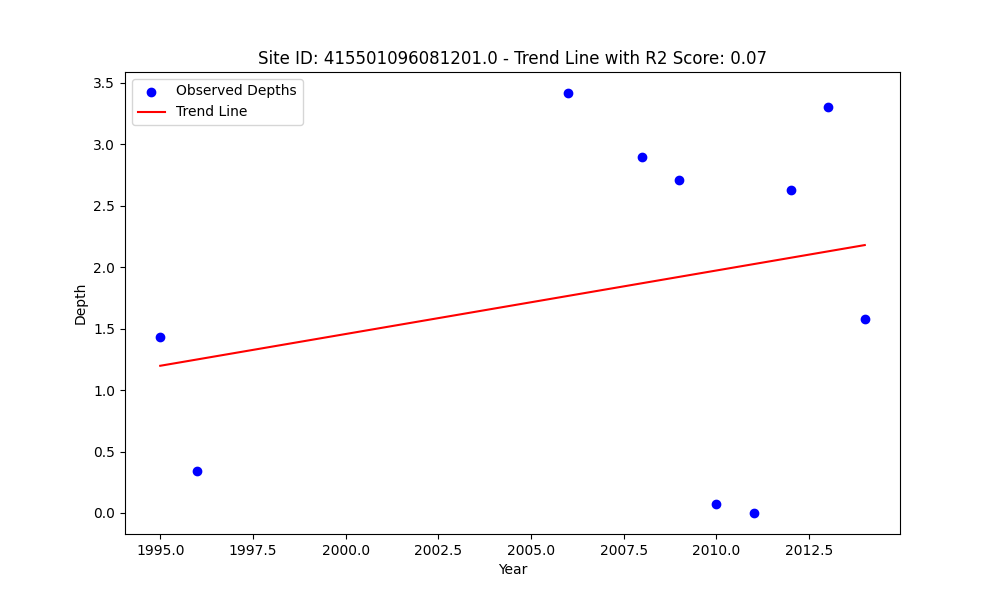 Site ID: 415501096081201.0 - Trend Line with R2 Score: 0.07
Observed Depths
Trend Line
3.5
3.0
2.5
2.0
1.5
1.0
0.5
0.0
Depth
1995.0 1997.5 2000.0 2002.5 2005.0 2007.5 2010.0 2012.5
Year